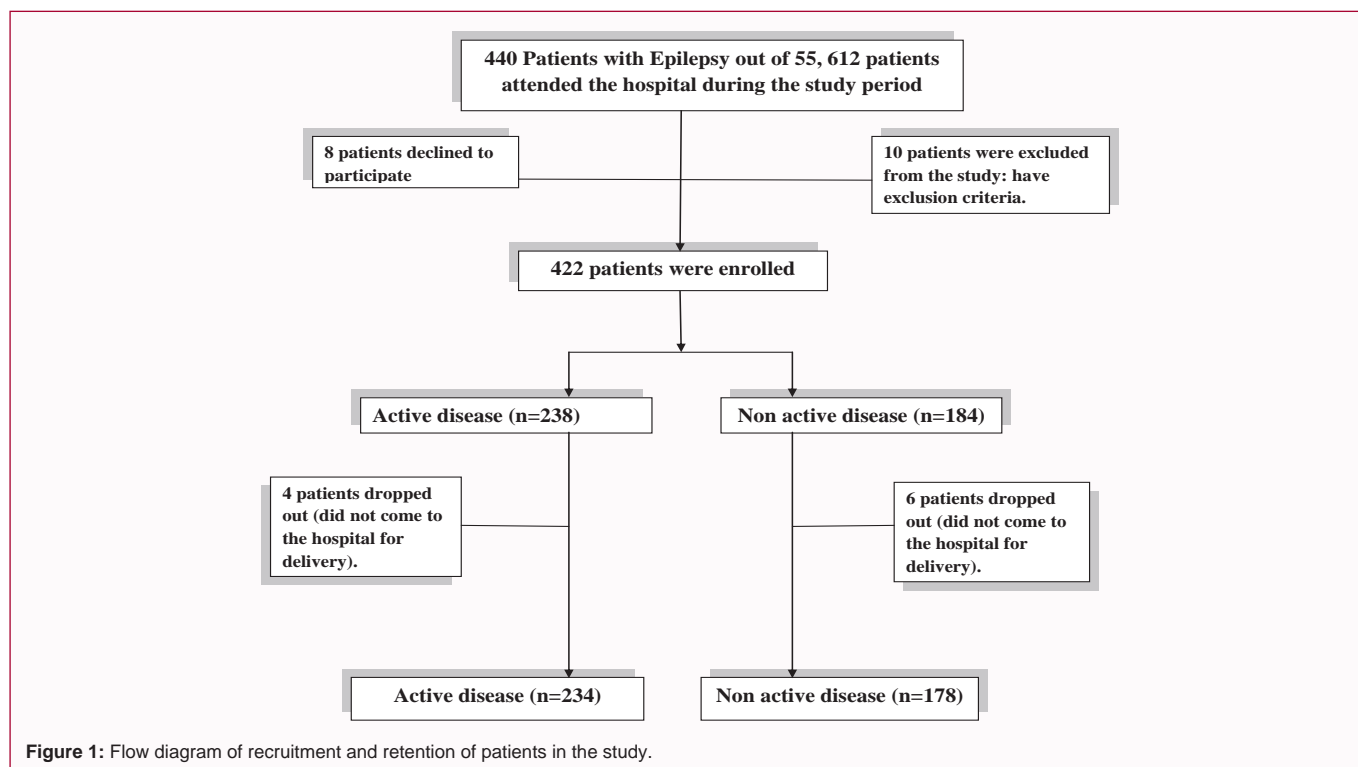 440 Patients with Epilepsy out of 55, 612 patients
attended the hospital during the study period
8 patients declined to
participate
10 patients were excluded
from the study: have
exclusion criteria.
422 patients were enrolled
Active disease (n=238)
Non active disease (n=184)
4 patients dropped
out (did not come to
the hospital for
delivery).
6 patients dropped
out (did not come to
the hospital for
delivery).
Active disease (n=234)
Non active disease (n=178)
Figure 1: Flow diagram of recruitment and retention of patients in the study.